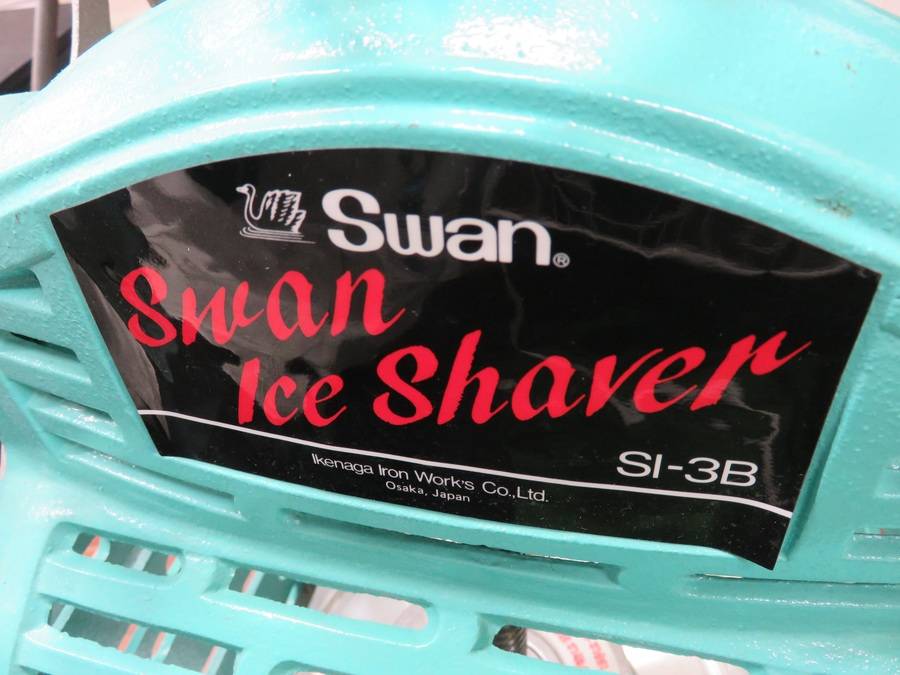 Swan®
Swan
Ice Shaver
SI-3B
Ikenaga Iron Work's Co.,Ltd.
Osaka, Japan